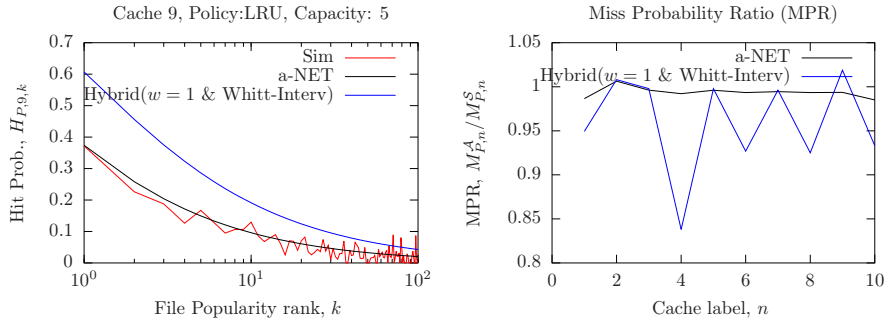 Cache 9, Policy:LRU, Capacity: 5
Hit Prob., H_{P,9,k}
0.7
0.6
0.5
0.4
0.3
0.2
0.1
0
10^0
10^1
10^2
File Popularity rank, k
Sim
a-NET
Hybrid(w = 1 & Whitt-Interv)
Miss Probability Ratio (MPR)
MPR, M^A_{P,n}/M^S_{P,n}
1.05
1
0.95
0.9
0.85
0.8
0
2
4
6
8
10
Cache label, n
a-NET
Hybrid(w = 1 & Whitt-Interv)